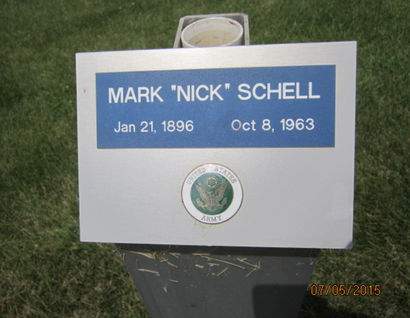 MARK "NICK" SCHELL
Jan 21, 1896 Oct 8, 1963
UNITED STATES
ARMY
07/05/2015